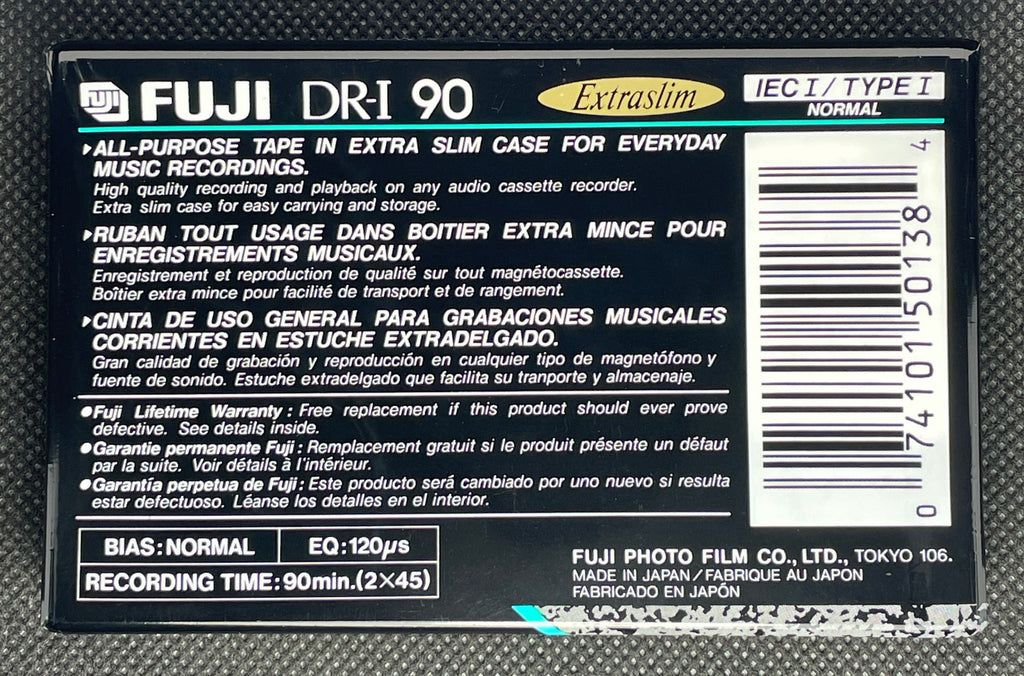 FUJI FUJI DR-I 90 Extraslim IEC I / TYPE I
NORMAL
ALL-PURPOSE TAPE IN EXTRA SLIM CASE FOR EVERYDAY
MUSIC RECORDINGS.
High quality recording and playback on any audio cassette recorder.
Extra slim case for easy carrying and storage.
RUBAN TOUT USAGE DANS BOITIER EXTRA MINCE POUR
ENREGISTREMENTS MUSICAUX.
Enregistrement et reproduction de qualité sur tout magnétocassette.
Boîtier extra mince pour facilité de transport et de rangement.
CINTA DE USO GENERAL PARA GRABACIONES MUSICALES
CORRIENTES EN ESTUCHE EXTRADELGADO.
Gran calidad de grabación y reproducción en cualquier tipo de magnetófono y
fuente de sonido. Estuche extradelgado que facilita su tranporte y almacenaje.
●Fuji Lifetime Warranty: Free replacement if this product should ever prove
defective. See details inside.
●Garantie permanente Fuji: Remplacement gratuit si le produit présente un défaut
par la suite. Voir détails à l'intérieur.
●Garantía perpetua de Fuji: Este producto será cambiado por uno nuevo si resulta
estar defectuoso. Léanse los detalles en el interior.
BIAS:NORMAL EQ:120μs
RECORDING TIME:90min.(2×45)
0 74101 50138 4
FUJI PHOTO FILM CO., LTD., TOKYO 106.
MADE IN JAPAN/FABRIQUE AU JAPON
FABRICADO EN JAPÓN